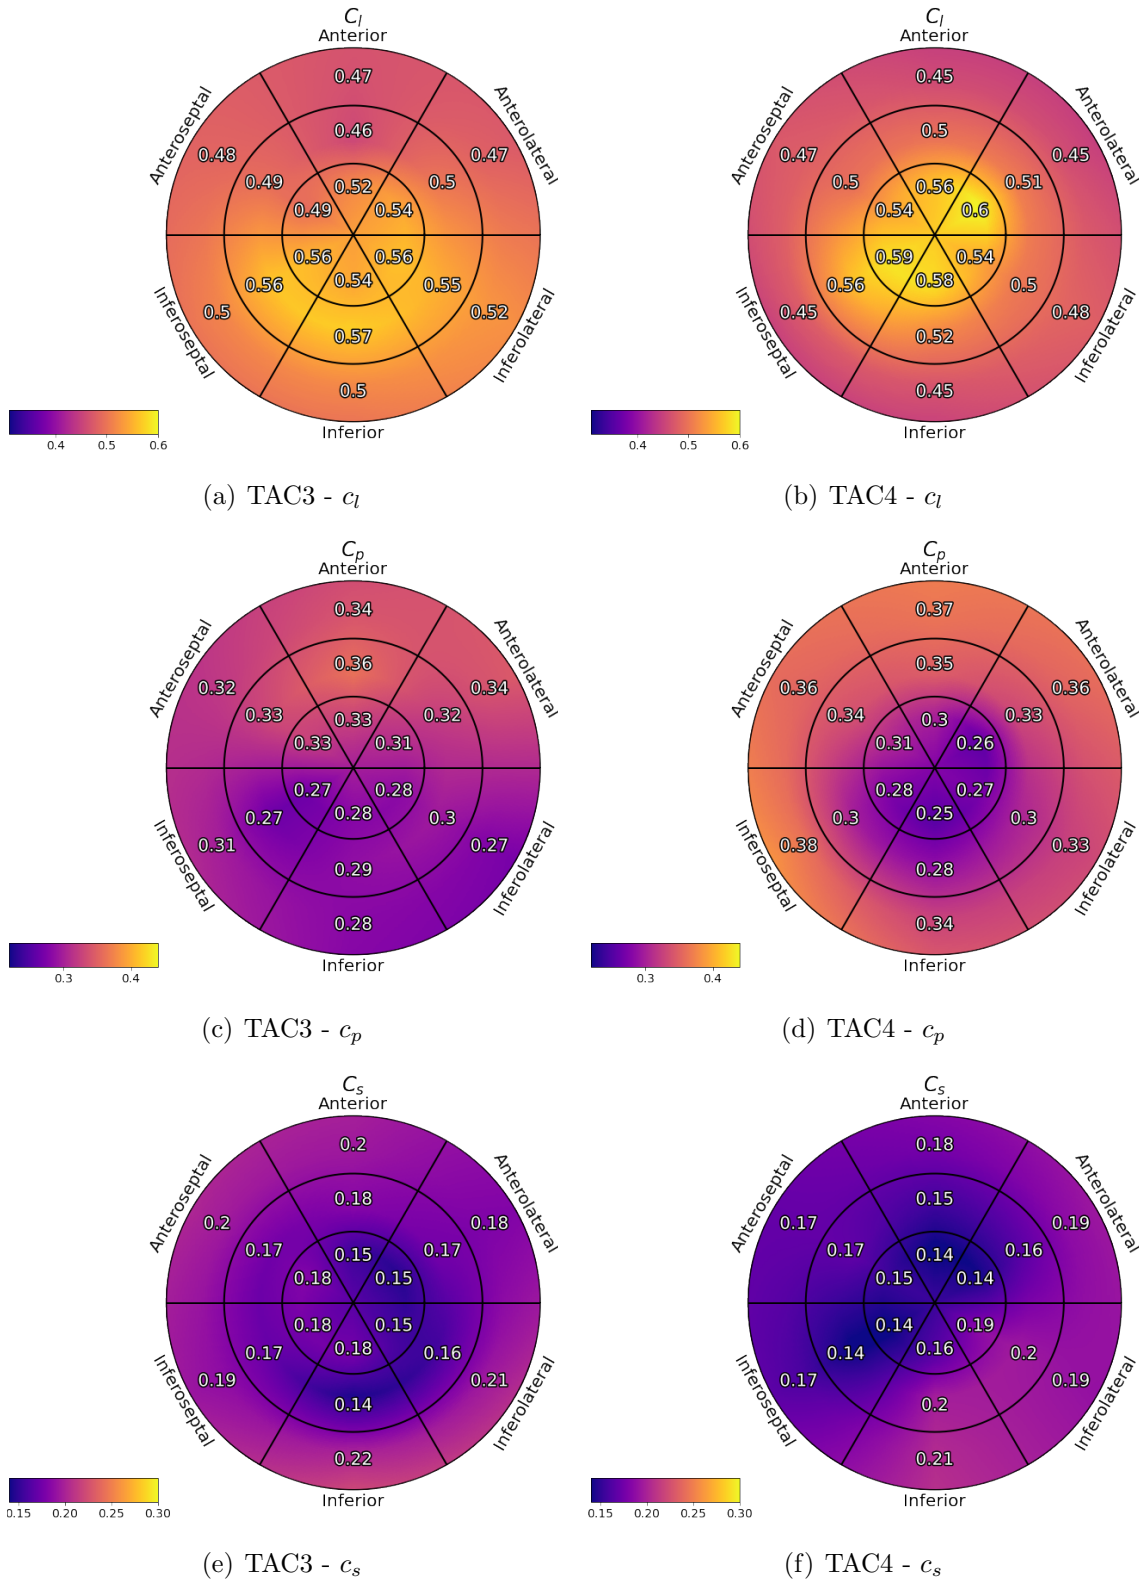 C_l
Anterior
C_l
Anterior
0.47
0.45
Anteroseptal
0.46
Anterolateral
Anteroseptal
0.5
Anterolateral
0.48
0.47
0.47
0.45
0.49
0.52
0.5
0.5
0.56
0.51
0.49
0.54
0.54
0.6
0.56
0.56
0.59
0.54
0.56
0.54
0.55
0.56
0.58
0.5
0.5
0.52
0.45
0.48
Inferoseptal
0.57
Inferolateral
Inferoseptal
0.52
Inferolateral
0.5
0.45
Inferior
Inferior
0.4 0.5 0.6
0.4 0.5 0.6
(a) TAC3 - c_l
(b) TAC4 - c_l
C_p
Anterior
C_p
Anterior
0.34
0.37
Anteroseptal
0.36
Anterolateral
Anteroseptal
0.35
Anterolateral
0.32
0.34
0.36
0.36
0.33
0.33
0.32
0.34
0.3
0.33
0.33
0.31
0.31
0.26
0.27
0.28
0.28
0.27
0.27
0.28
0.3
0.3
0.25
0.3
0.31
0.27
0.38
0.33
Inferoseptal
0.29
Inferolateral
Inferoseptal
0.28
Inferolateral
0.28
0.34
Inferior
Inferior
0.3 0.4
0.3 0.4
(c) TAC3 - c_p
(d) TAC4 - c_p
C_s
Anterior
C_s
Anterior
0.2
0.18
Anteroseptal
0.18
Anterolateral
Anteroseptal
0.15
Anterolateral
0.2
0.18
0.17
0.19
0.17
0.15
0.17
0.17
0.14
0.16
0.18
0.15
0.15
0.14
0.18
0.15
0.14
0.19
0.17
0.18
0.16
0.14
0.16
0.2
0.19
0.21
0.17
0.19
Inferoseptal
0.14
Inferolateral
Inferoseptal
0.2
Inferolateral
0.22
0.21
Inferior
Inferior
0.15 0.20 0.25 0.30
0.15 0.20 0.25 0.30
(e) TAC3 - c_s
(f) TAC4 - c_s